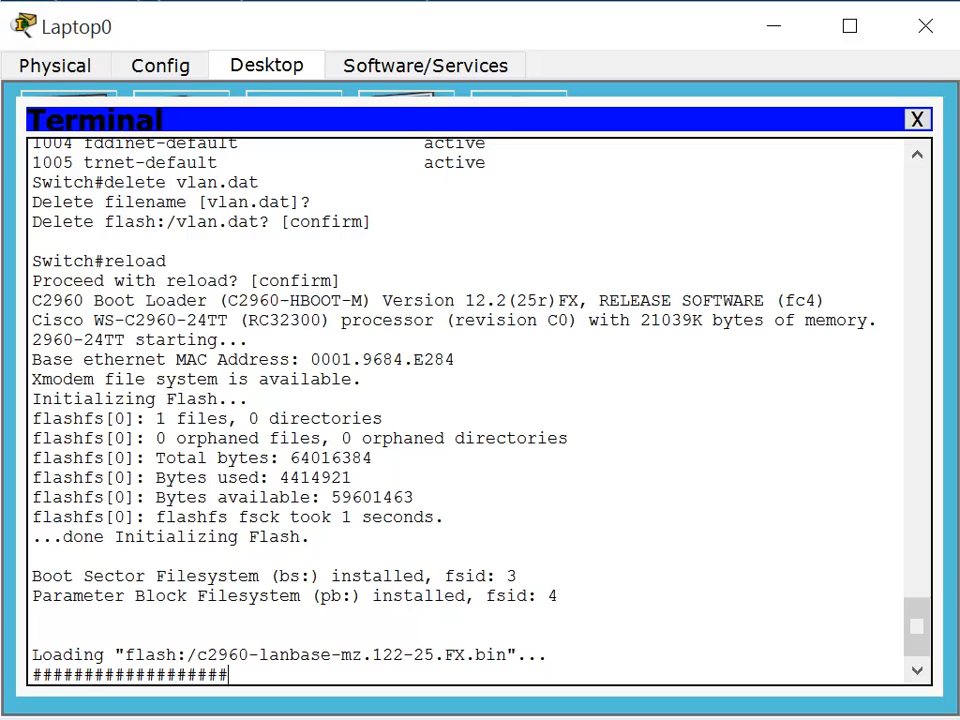 Laptop0
Physical Config Desktop Software/Services
Terminal X
1004 fddinet-default active
1005 trnet-default active
Switch#delete vlan.dat
Delete filename [vlan.dat]?
Delete flash:/vlan.dat? [confirm]
Switch#reload
Proceed with reload? [confirm]
C2960 Boot Loader (C2960-HBOOT-M) Version 12.2(25r)FX, RELEASE SOFTWARE (fc4)
Cisco WS-C2960-24TT (RC32300) processor (revision C0) with 21039K bytes of memory.
2960-24TT starting...
Base ethernet MAC Address: 0001.9684.E284
Xmodem file system is available.
Initializing Flash...
flashfs[0]: 1 files, 0 directories
flashfs[0]: 0 orphaned files, 0 orphaned directories
flashfs[0]: Total bytes: 64016384
flashfs[0]: Bytes used: 4414921
flashfs[0]: Bytes available: 59601463
flashfs[0]: flashfs fsck took 1 seconds.
...done Initializing Flash.
Boot Sector Filesystem (bs:) installed, fsid: 3
Parameter Block Filesystem (pb:) installed, fsid: 4
Loading "flash:/c2960-lanbase-mz.122-25.FX.bin"...
###################